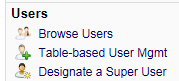 Users
Browse Users
Table-based User Mgmt
Designate a Super User